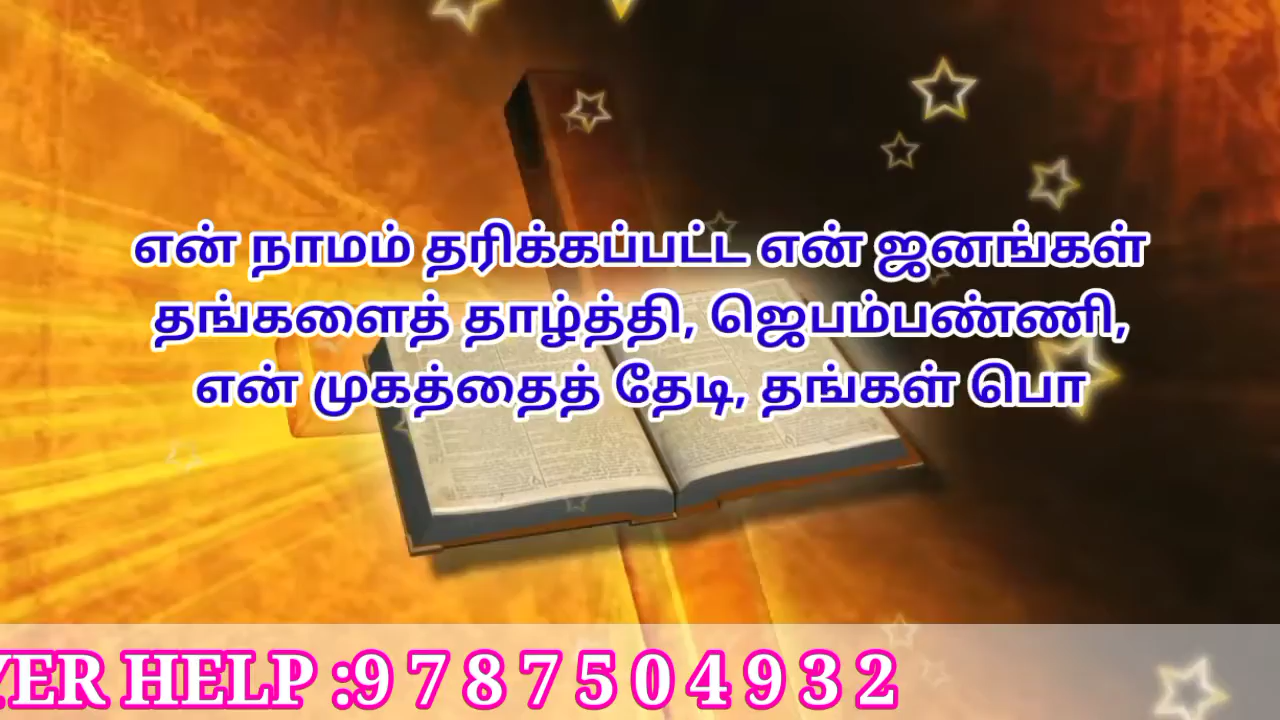 என் நாமம் தரிக்கப்பட்ட என் ஜனங்கள்
தங்களைத் தாழ்த்தி, ஜெபம்பண்ணி,
என் முகத்தைத் தேடி, தங்கள் பொ
YER HELP :9 7 8 7 5 0 4 9 3 2